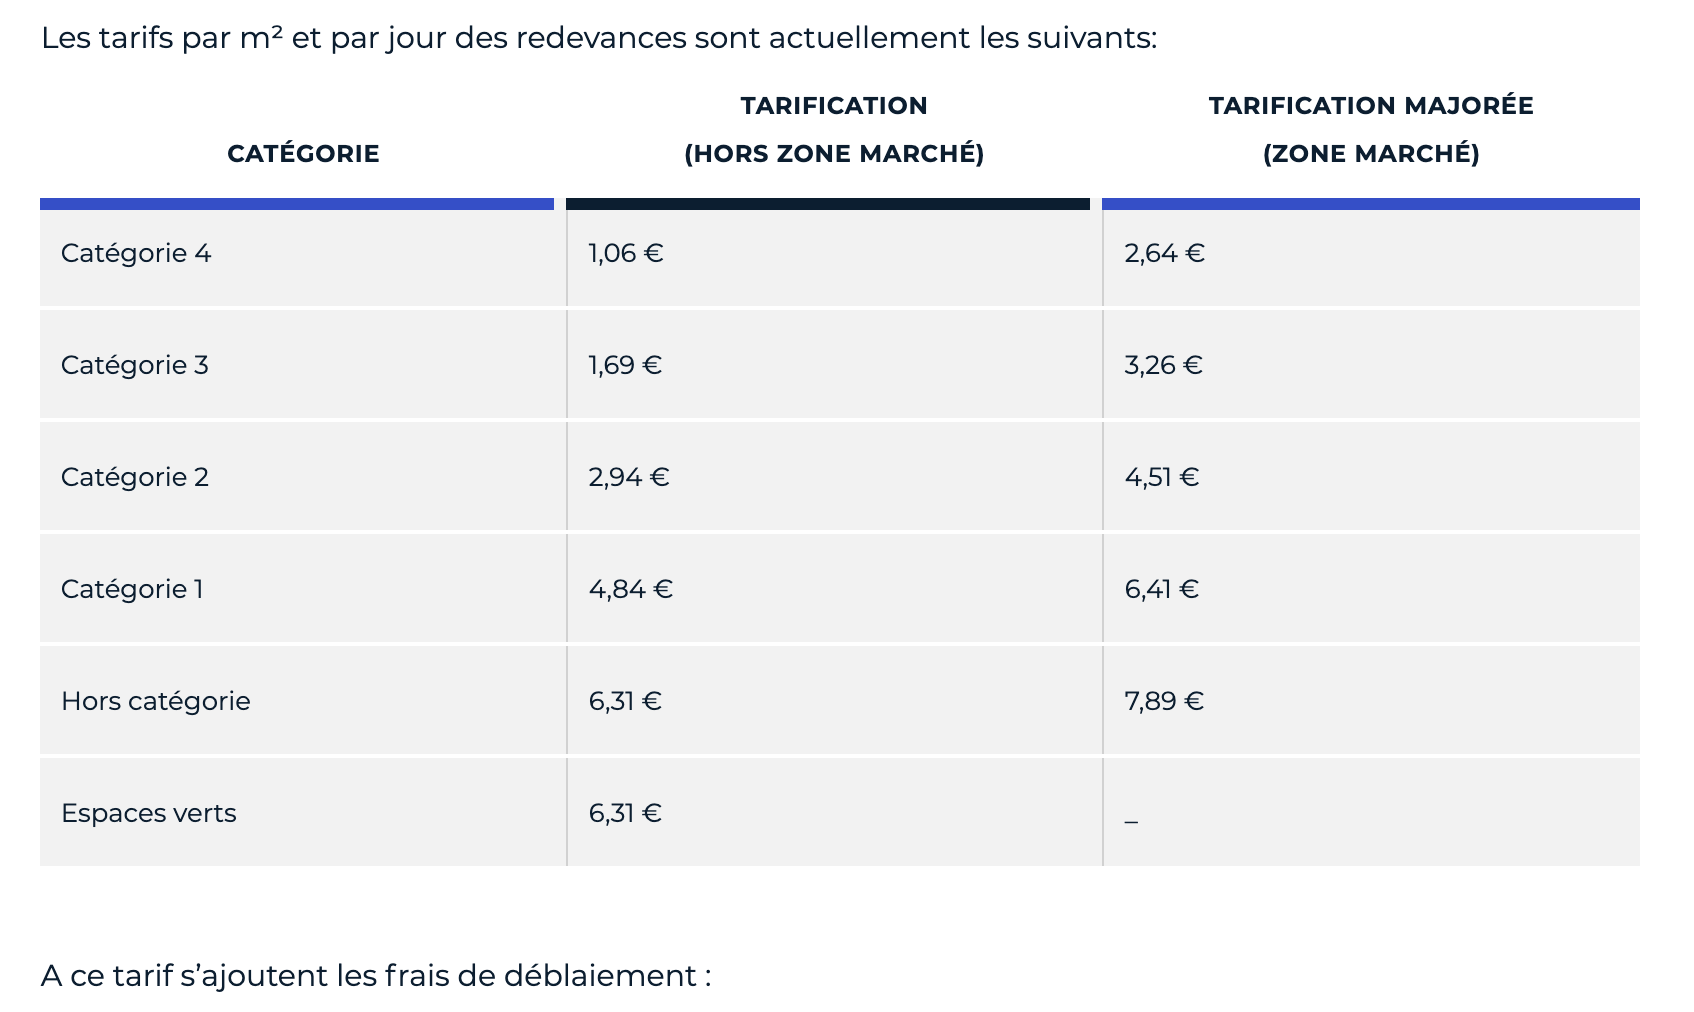 Les tarifs par m² et par jour des redevances sont actuellement les suivants:
CATÉGORIE TARIFICATION (HORS ZONE MARCHÉ) TARIFICATION MAJORÉE (ZONE MARCHÉ)
Catégorie 4 1,06 € 2,64 €
Catégorie 3 1,69 € 3,26 €
Catégorie 2 2,94 € 4,51 €
Catégorie 1 4,84 € 6,41 €
Hors catégorie 6,31 € 7,89 €
Espaces verts 6,31 € _
A ce tarif s’ajoutent les frais de déblaiement :